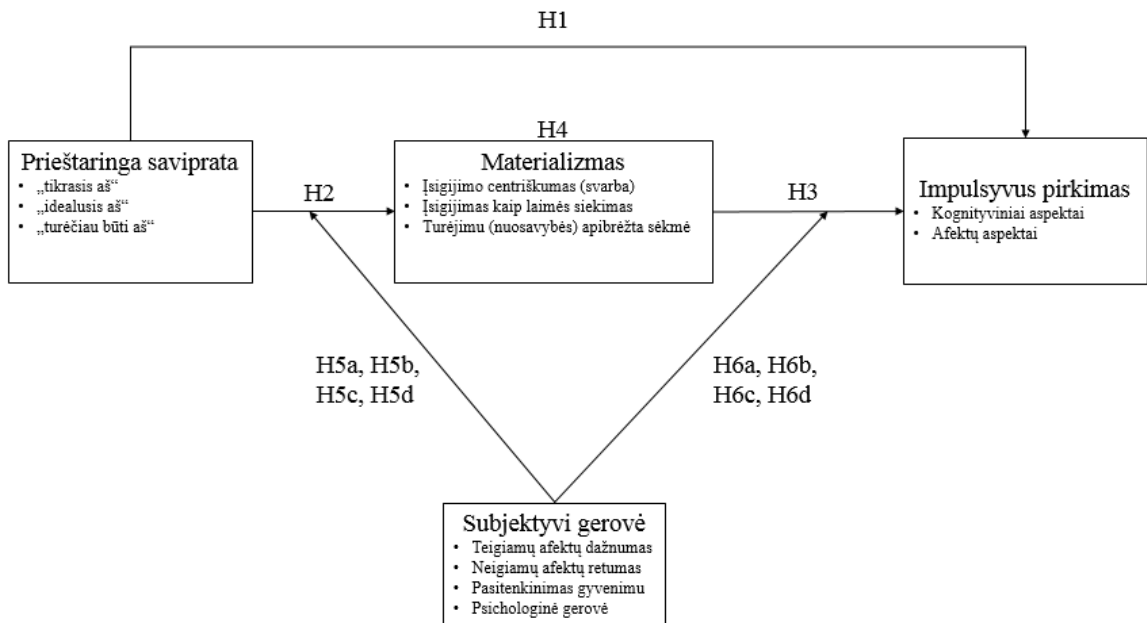 H1
Prieštaringa saviprata
• „tikrasis aš“
• „idealusis aš“
• „turėčiau būti aš“
H2
H4
Materializmas
• Įsigijimo centriškumas (svarba)
• Įsigijimas kaip laimės siekimas
• Turėjimu (nuosavybės) apibrėžta sėkmė
H3
Impulsyvus pirkimas
• Kognityviniai aspektai
• Afektų aspektai
H5a, H5b,
H5c, H5d
H6a, H6b,
H6c, H6d
Subjektyvi gerovė
• Teigiamų afektų dažnumas
• Neigiamų afektų retumas
• Pasitenkinimas gyvenimu
• Psichologinė gerovė